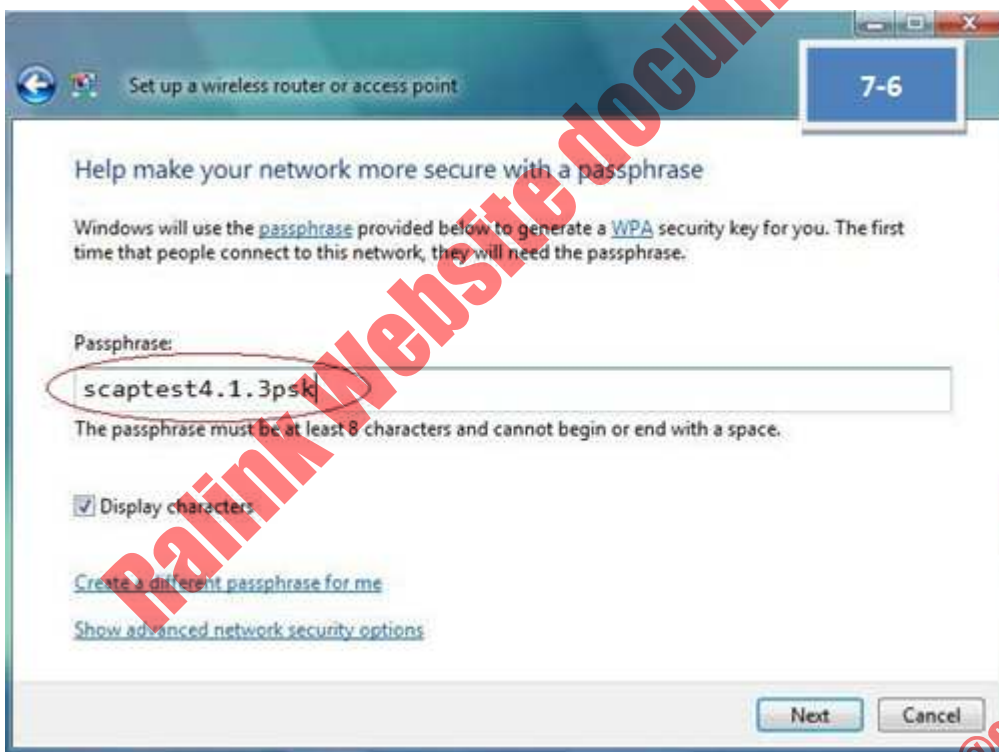 Set up a wireless router or access point
7-6
Help make your network more secure with a passphrase
Windows will use the passphrase provided below to generate a WPA security key for you. The first
time that people connect to this network, they will need the passphrase.
Passphrase:
scaptest4.1.3psk
The passphrase must be at least 8 characters and cannot begin or end with a space.
Display characters
Create a different passphrase for me
Show advanced network security options
Next
Cancel
Ralink Website docum